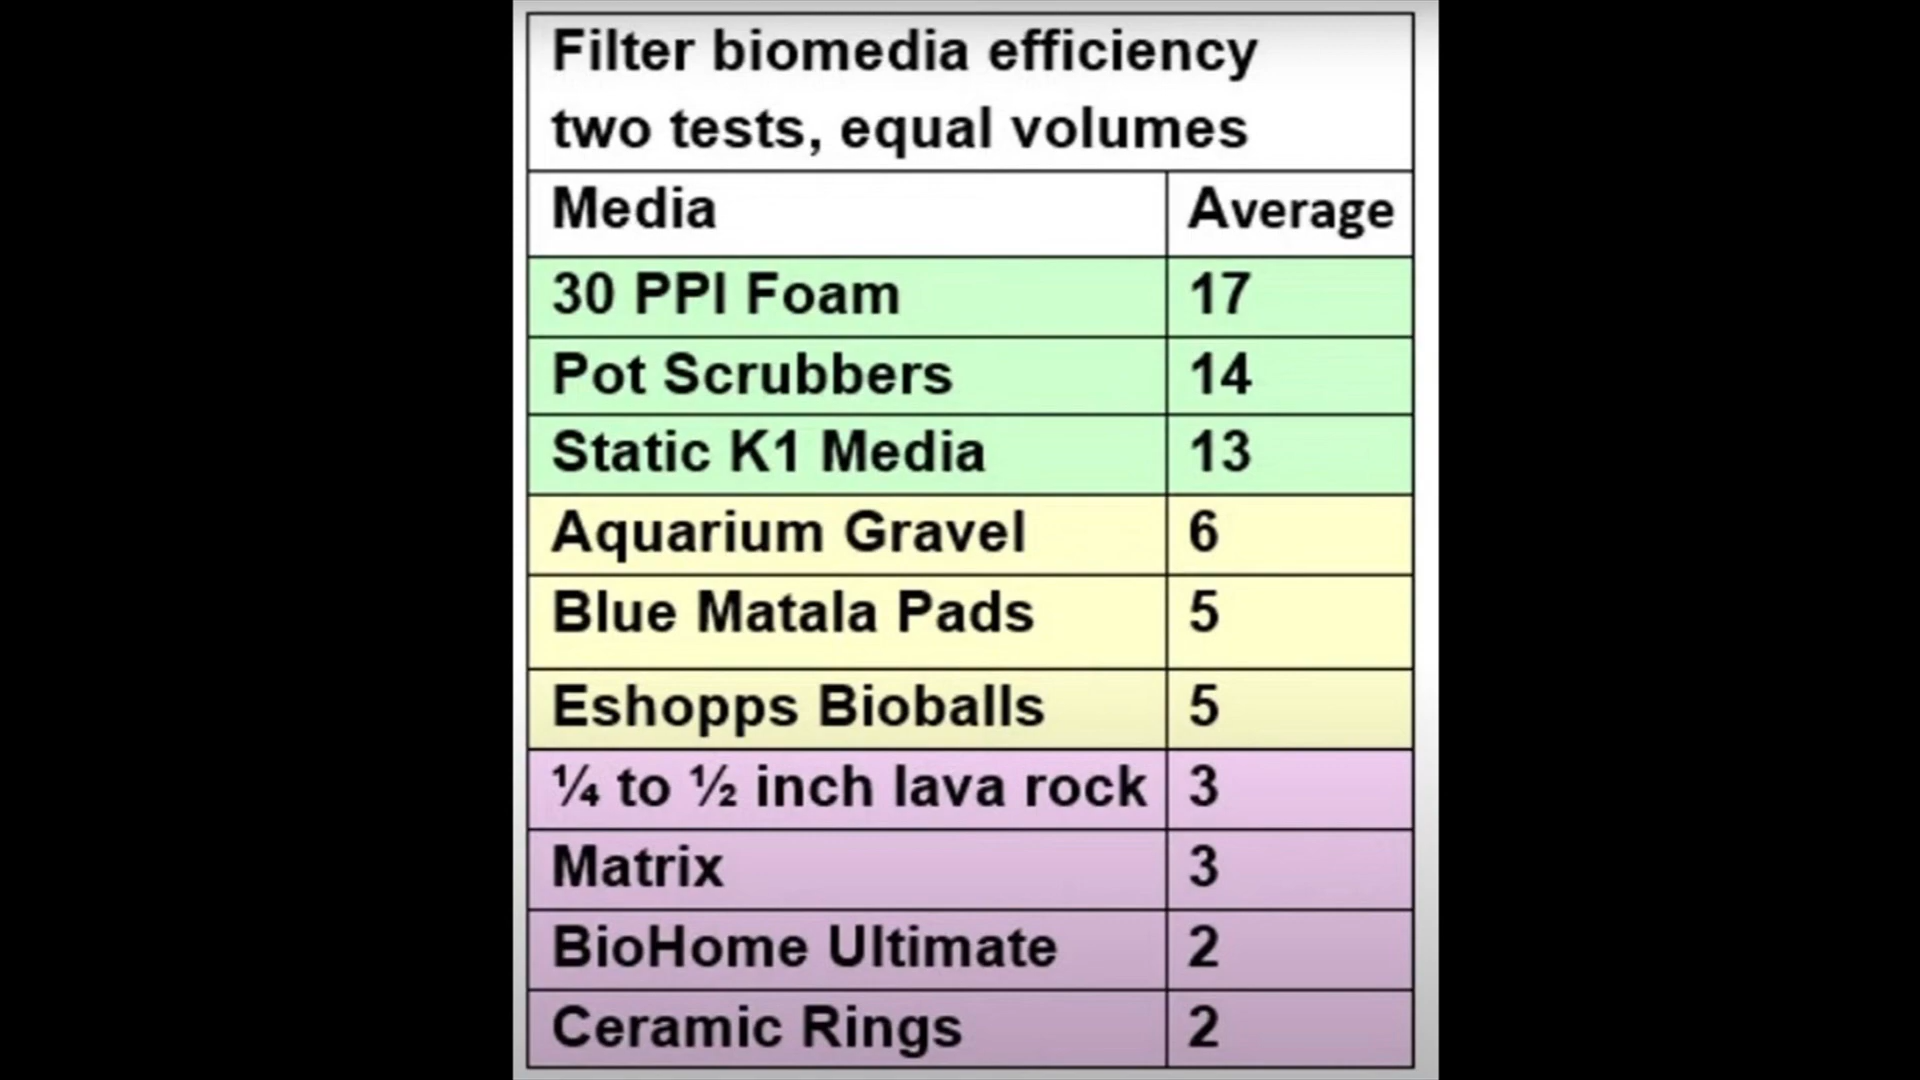 Filter biomedia efficiency
two tests, equal volumes
Media Average
30 PPI Foam 17
Pot Scrubbers 14
Static K1 Media 13
Aquarium Gravel 6
Blue Matala Pads 5
Eshopps Bioballs 5
¼ to ½ inch lava rock 3
Matrix 3
BioHome Ultimate 2
Ceramic Rings 2